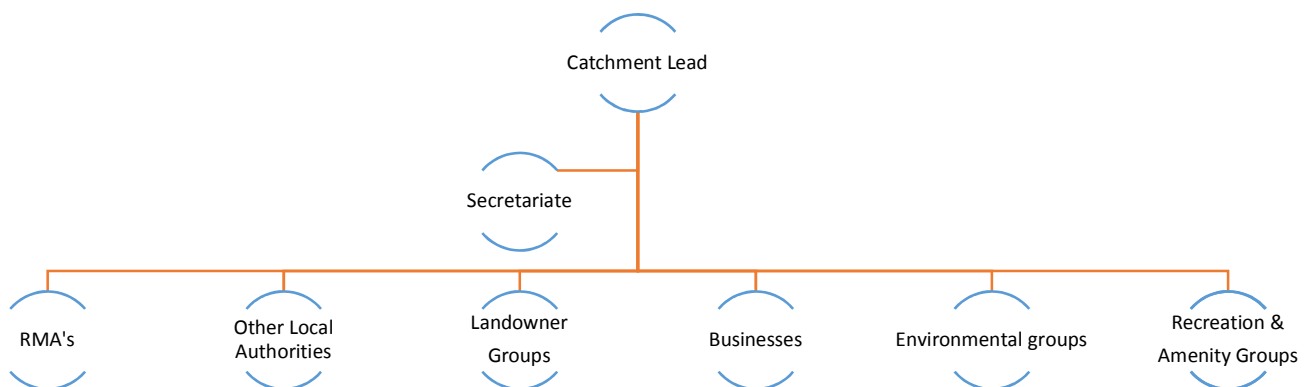 Catchment Lead
Secretariate
RMA's
Other Local
Authorities
Landowner
Groups
Businesses
Environmental groups
Recreation &
Amenity Groups